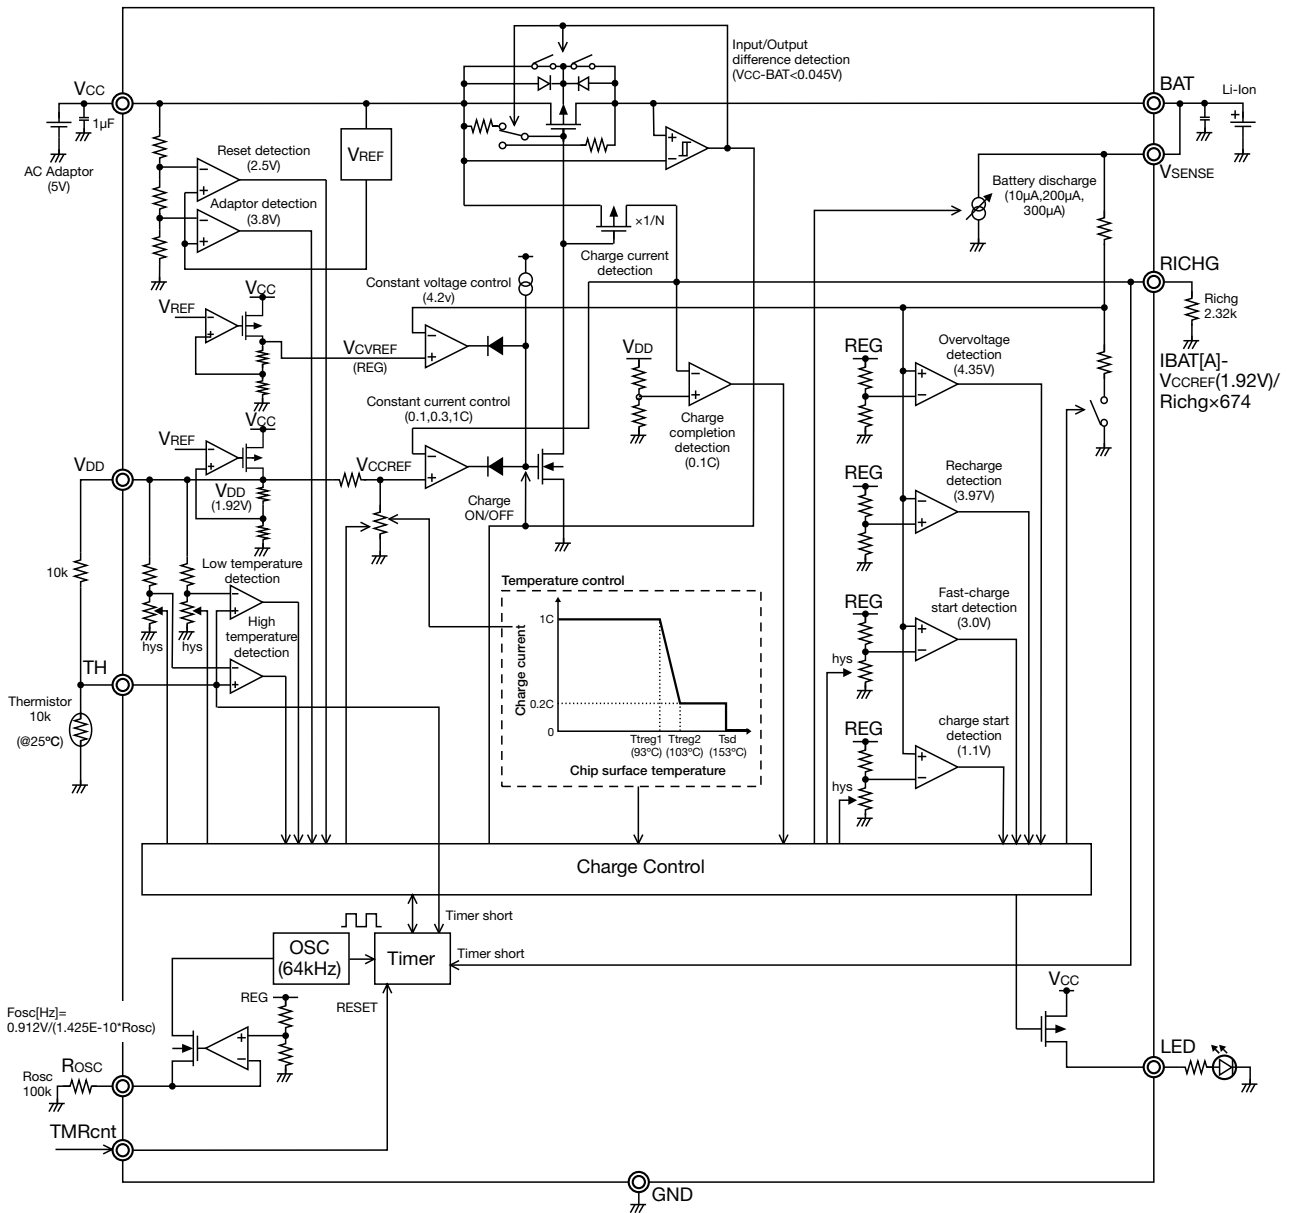 VCC
1µF
AC Adaptor
(5V)
Reset detection
(2.5V)
Adaptor detection
(3.8V)
VREF
Input/Output
difference detection
(VCC-BAT<0.045V)
+
−
×1/N
Charge current
detection
BAT
Li-Ion
+
VSENSE
Battery discharge
(10µA,200µA,
300µA)
RICHG
Richg
2.32k
IBAT[A]-
VCCREF(1.92V)/
Richg×674
VREF
VCC
VCVREF
(REG)
Constant voltage control
(4.2v)
−
+
Constant current control
(0.1,0.3,1C)
−
+
VDD
−
+
Charge
completion
detection
(0.1C)
REG
Overvoltage
detection
(4.35V)
+
−
VREF
VCC
VDD
VDD
(1.92V)
VCCREF
Charge
ON/OFF
REG
Recharge
detection
(3.97V)
−
+
10k
hys
hys
Low temperature
detection
−
+
High
temperature
detection
−
+
TH
Thermistor
10k
(@25°C)
Temperature control
Charge current
1C
0.2C
0
Ttreg1
(93°C)
Ttreg2
(103°C)
Tsd
(153°C)
Chip surface temperature
REG
Fast-charge
start detection
(3.0V)
+
−
hys
REG
charge start
detection
(1.1V)
+
−
hys
Charge Control
Timer short
OSC
(64kHz)
Timer
Timer short
RESET
REG
+
−
Fosc[Hz]=
0.912V/(1.425E-10*Rosc)
ROSC
Rosc
100k
TMRcnt
VCC
LED
GND